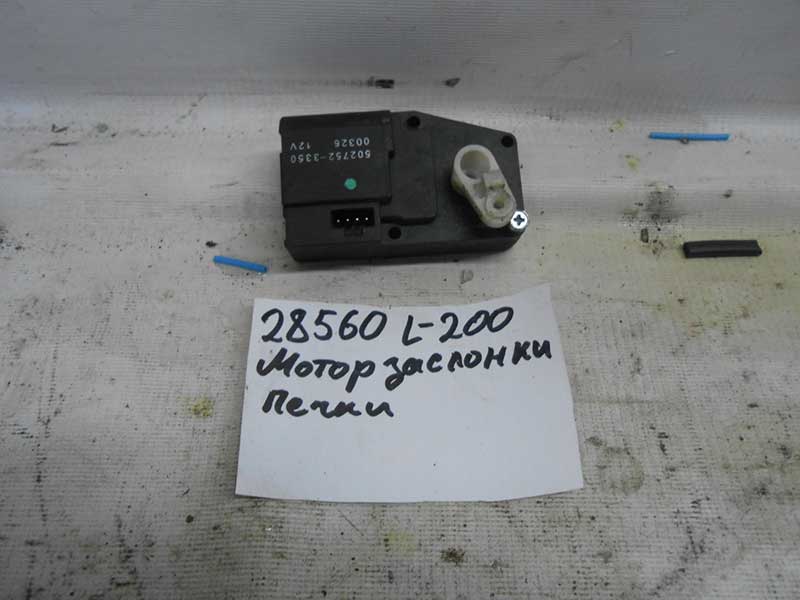 502752-3350
00326 12V
28560 L-200
Мотор заслонки
печки